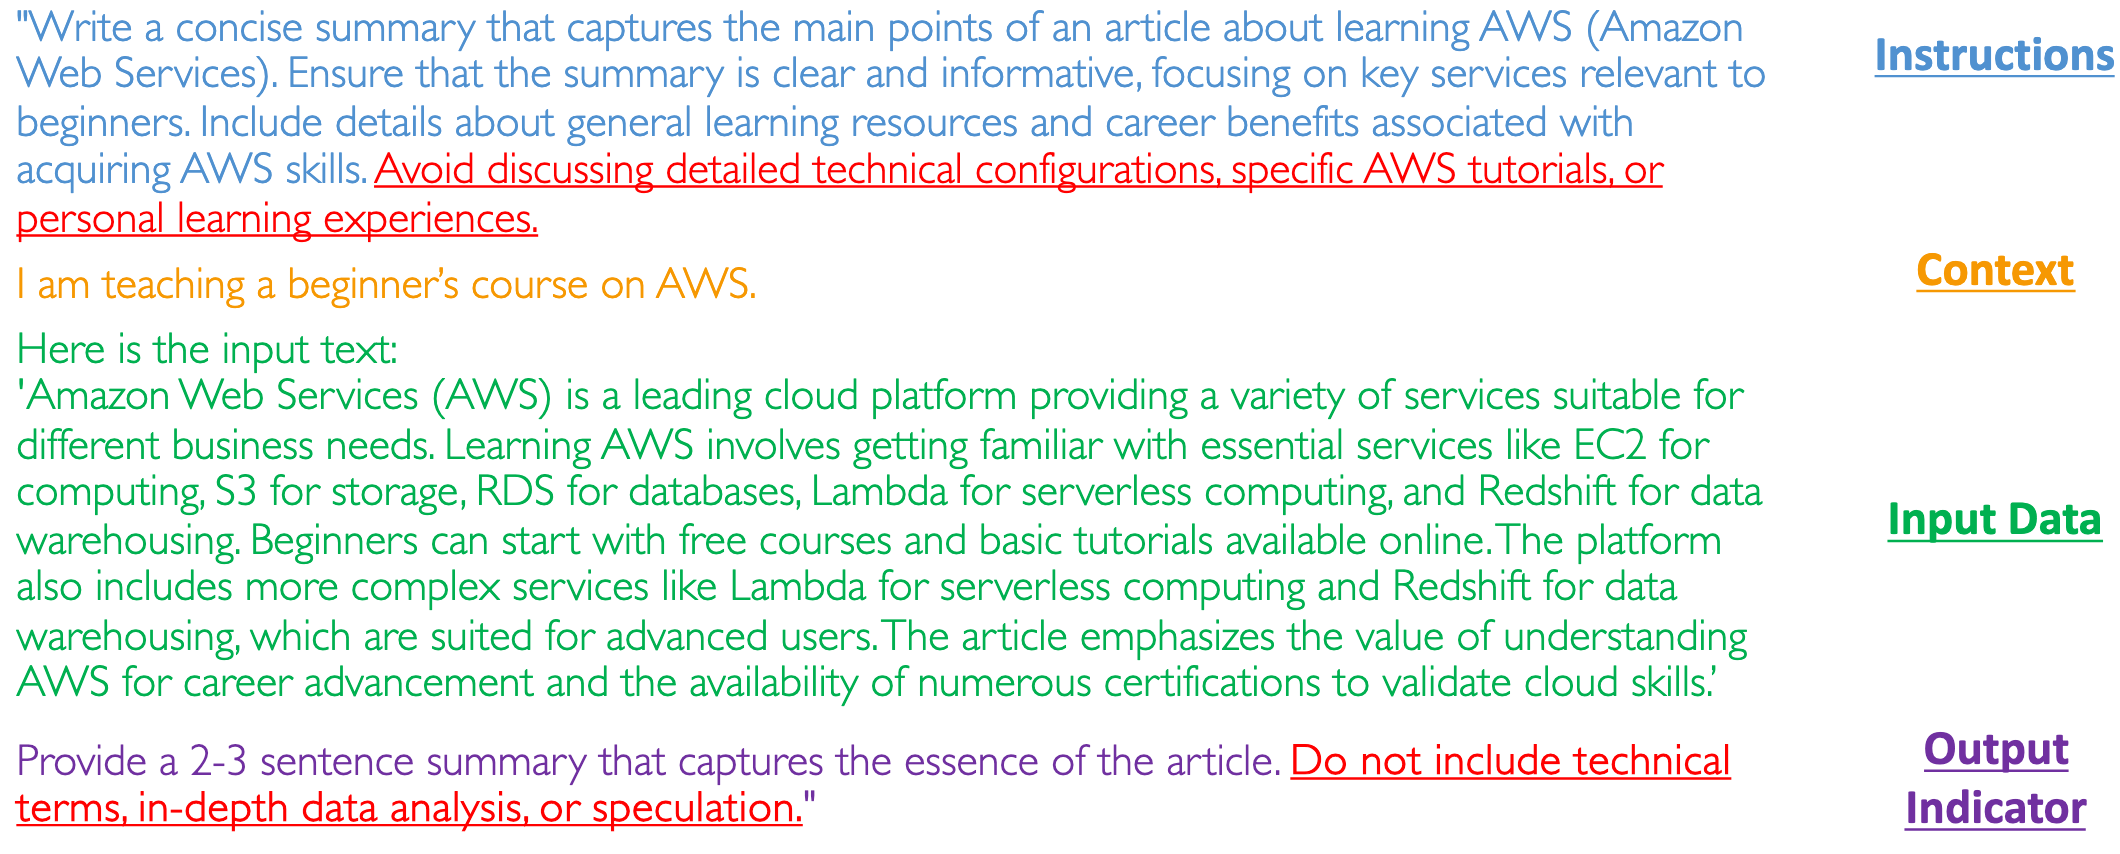 "Write a concise summary that captures the main points of an article about learning AWS (Amazon
Web Services). Ensure that the summary is clear and informative, focusing on key services relevant to
beginners. Include details about general learning resources and career benefits associated with
acquiring AWS skills. Avoid discussing detailed technical configurations, specific AWS tutorials, or
personal learning experiences.
Instructions
I am teaching a beginner’s course on AWS.
Context
Here is the input text:
'Amazon Web Services (AWS) is a leading cloud platform providing a variety of services suitable for
different business needs. Learning AWS involves getting familiar with essential services like EC2 for
computing, S3 for storage, RDS for databases, Lambda for serverless computing, and Redshift for data
warehousing. Beginners can start with free courses and basic tutorials available online. The platform
also includes more complex services like Lambda for serverless computing and Redshift for data
warehousing, which are suited for advanced users. The article emphasizes the value of understanding
AWS for career advancement and the availability of numerous certifications to validate cloud skills.’
Input Data
Provide a 2-3 sentence summary that captures the essence of the article. Do not include technical
terms, in-depth data analysis, or speculation."
Output
Indicator